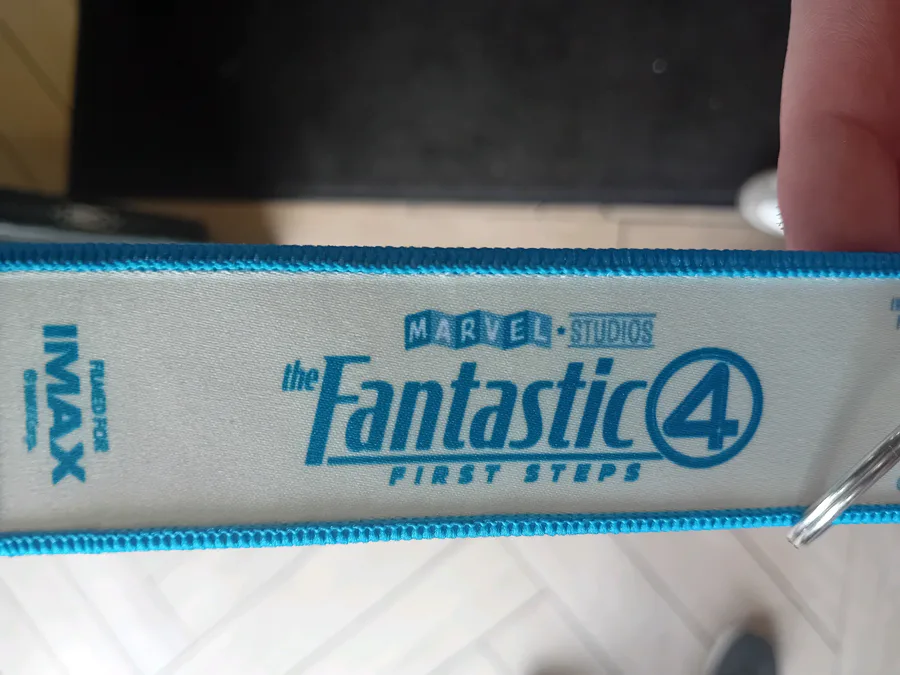 MARVEL STUDIOS
the Fantastic 4
FIRST STEPS
FILMED FOR
IMAX